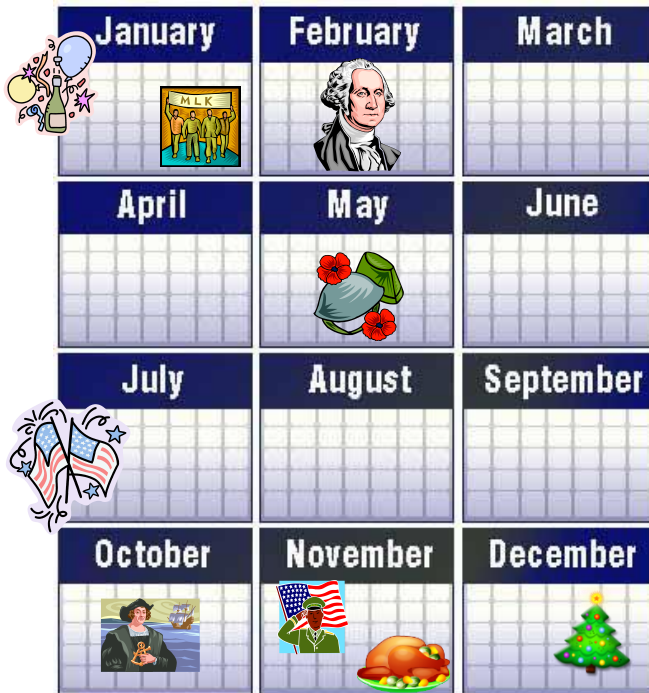 January February March
MLK
April May June
July August September
October November December